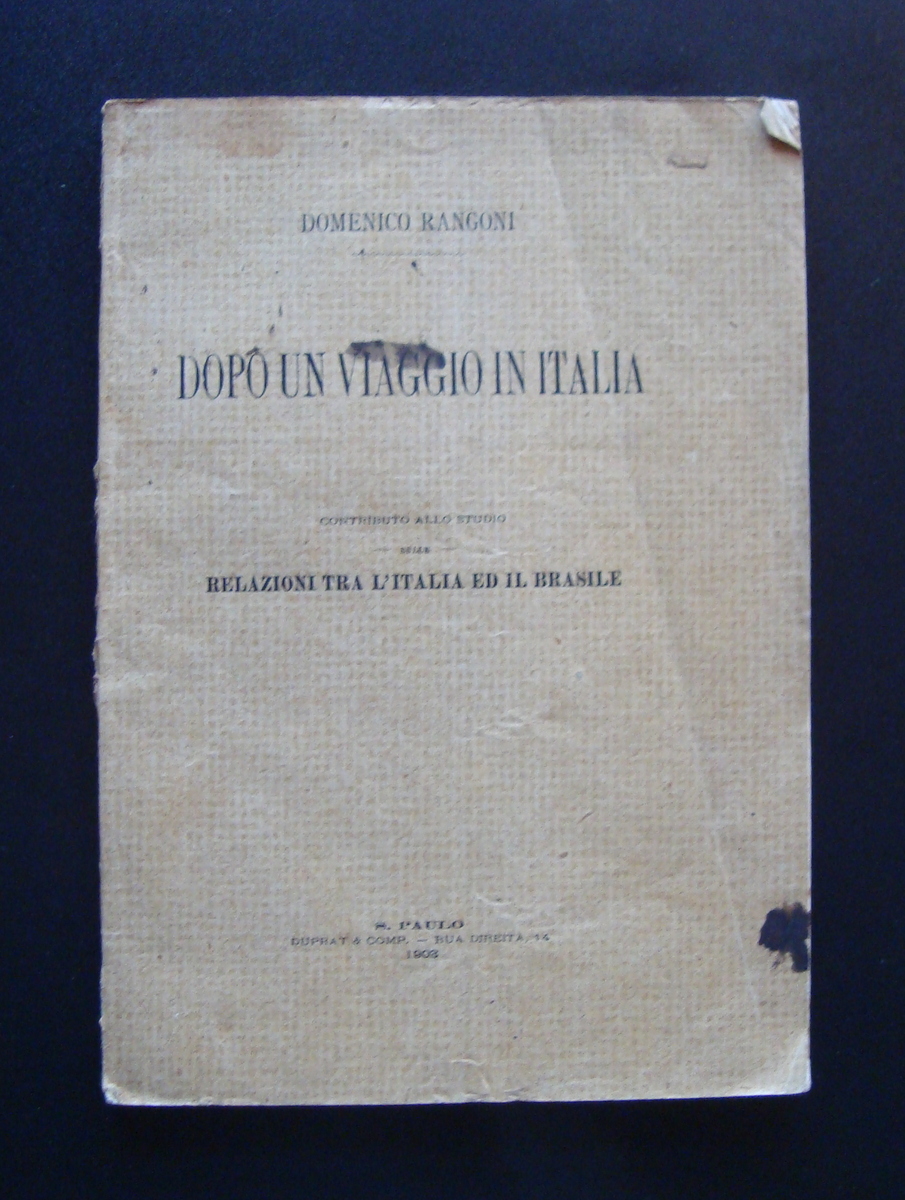 DOMENICO RANGONI
DOPO UN VIAGGIO IN ITALIA
CONTRIBUTO ALLO STUDIO
SULLE
RELAZIONI TRA L'ITALIA ED IL BRASILE
S. PAULO
DUPRAT & COMP. — RUA DIREITA, 14
1903